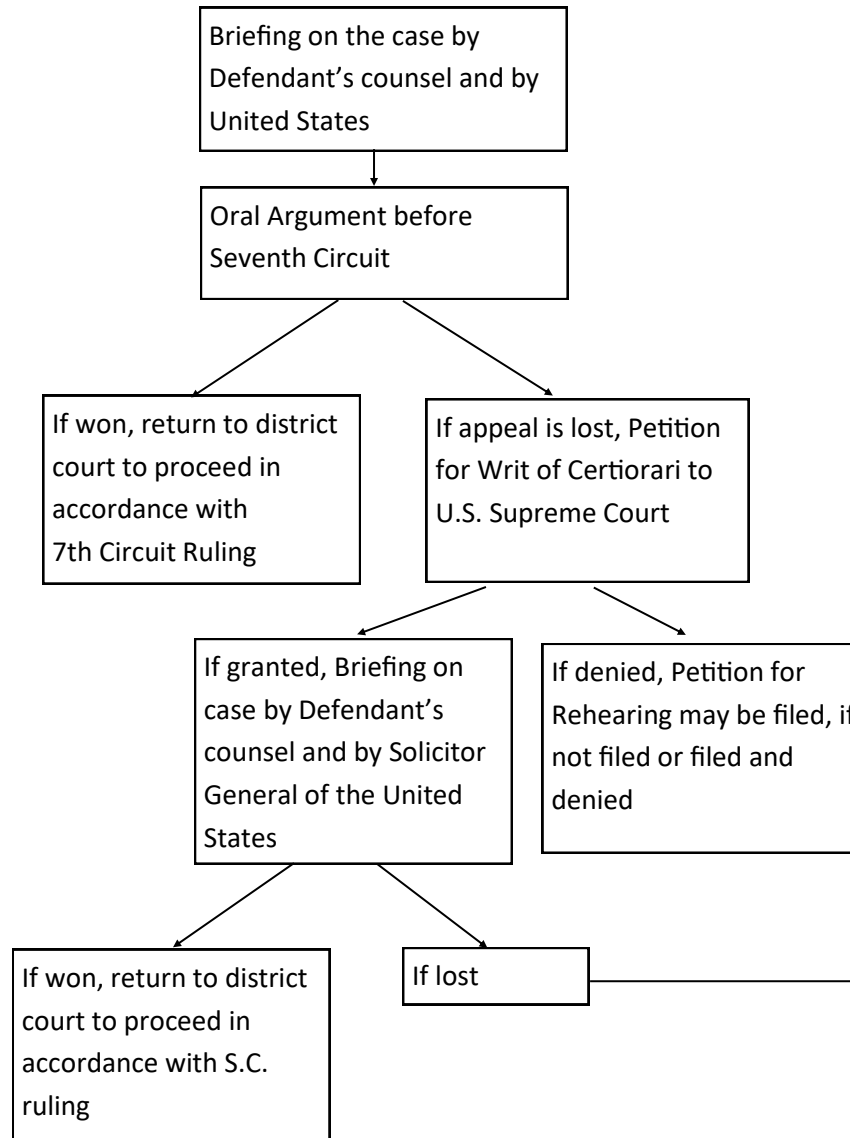 Briefing on the case by
Defendant’s counsel and by
United States
Oral Argument before
Seventh Circuit
If won, return to district
court to proceed in
accordance with
7th Circuit Ruling
If appeal is lost, Petition
for Writ of Certiorari to
U.S. Supreme Court
If granted, Briefing on
case by Defendant’s
counsel and by Solicitor
General of the United
States
If denied, Petition for
Rehearing may be filed, if
not filed or filed and
denied
If won, return to district
court to proceed in
accordance with S.C.
ruling
If lost